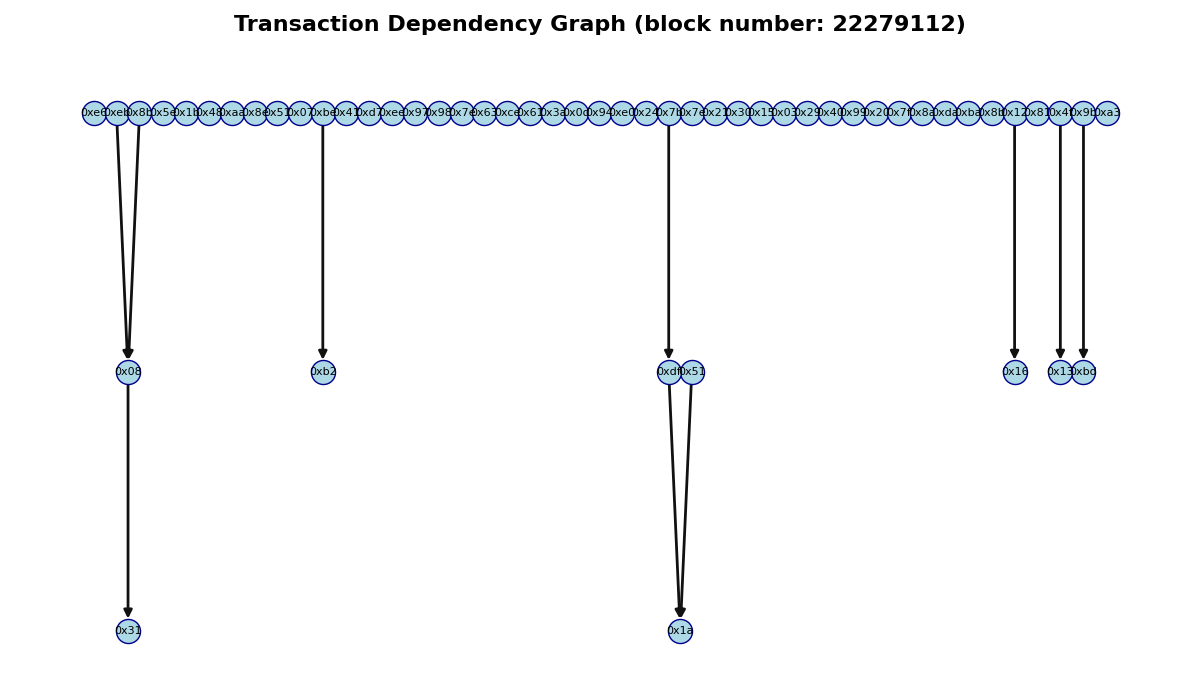 Transaction Dependency Graph (block number: 22279112)
0xe6 0xeb 0x8b 0x5e 0x1b 0x48 0xaa 0x8e 0x51 0x07 0xbe 0x41 0xd7 0xee 0x97 0x98 0x7e 0x63 0xce 0x61 0x3a 0x0d 0x94 0xe0 0x24 0x7b 0x7e 0x21 0x30 0x15 0x03 0x29 0x40 0x99 0x20 0x7f 0x8a 0xda 0xba 0x8b 0x12 0x81 0x4f 0x9b 0xa3
0x08 0xb2 0xdf 0x51 0x16 0x13 0xbd
0x31 0x1a